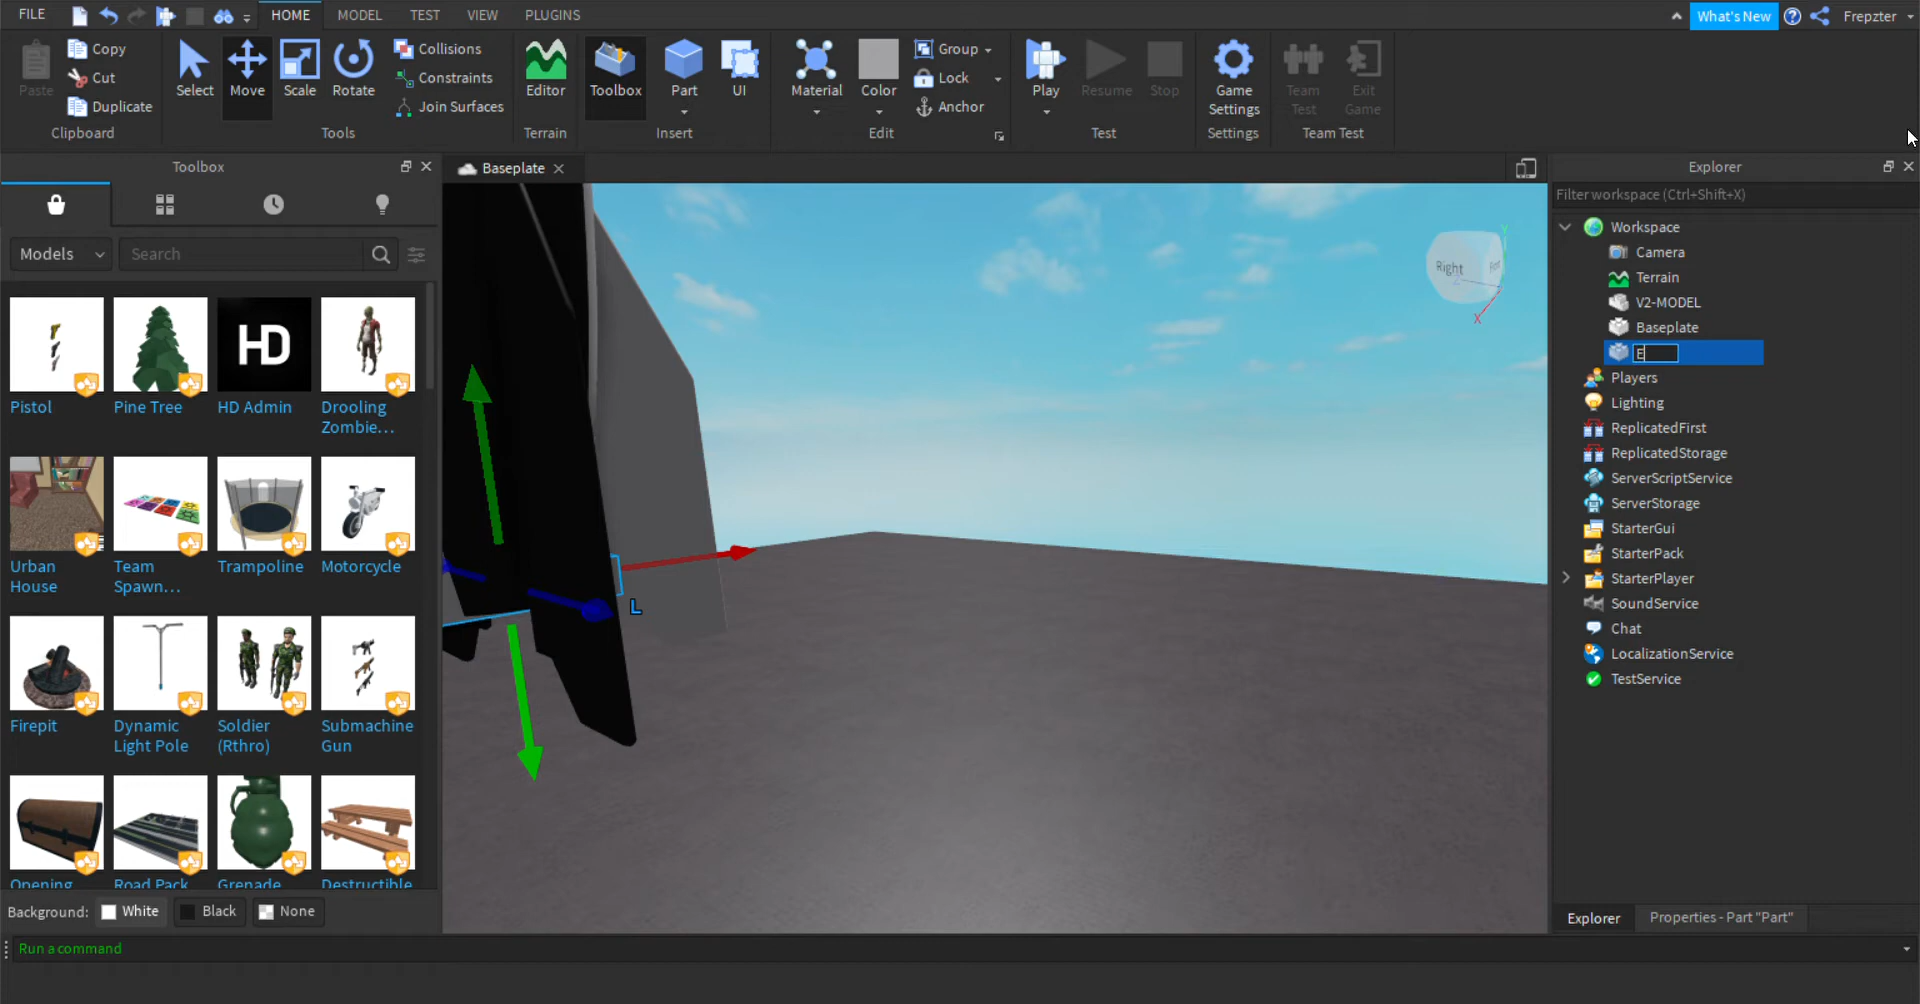 FILE HOME MODEL TEST VIEW PLUGINS What's New Frepzter
Paste Copy Cut Duplicate
Clipboard
Select Move Scale Rotate Collisions Constraints Join Surfaces
Tools
Editor
Terrain
Toolbox Part UI
Insert
Material Color Group Lock Anchor
Edit
Play Resume Stop
Test
Game Settings
Settings
Team Test Exit Game
Team Test
Toolbox
Models Search
Pistol Pine Tree HD Admin Drooling Zombie...
HD
Urban House Team Spawn... Trampoline Motorcycle
Firepit Dynamic Light Pole Soldier (Rthro) Submachine Gun
Opening Road Pack Grenade Destructible
Background: White Black None
Run a command
Baseplate
Right
Y
X
Z
L
Explorer
Filter workspace (Ctrl+Shift+X)
Workspace
Camera
Terrain
V2-MODEL
Baseplate
E
Players
Lighting
ReplicatedFirst
ReplicatedStorage
ServerScriptService
ServerStorage
StarterGui
StarterPack
StarterPlayer
SoundService
Chat
LocalizationService
TestService
Explorer Properties - Part "Part"